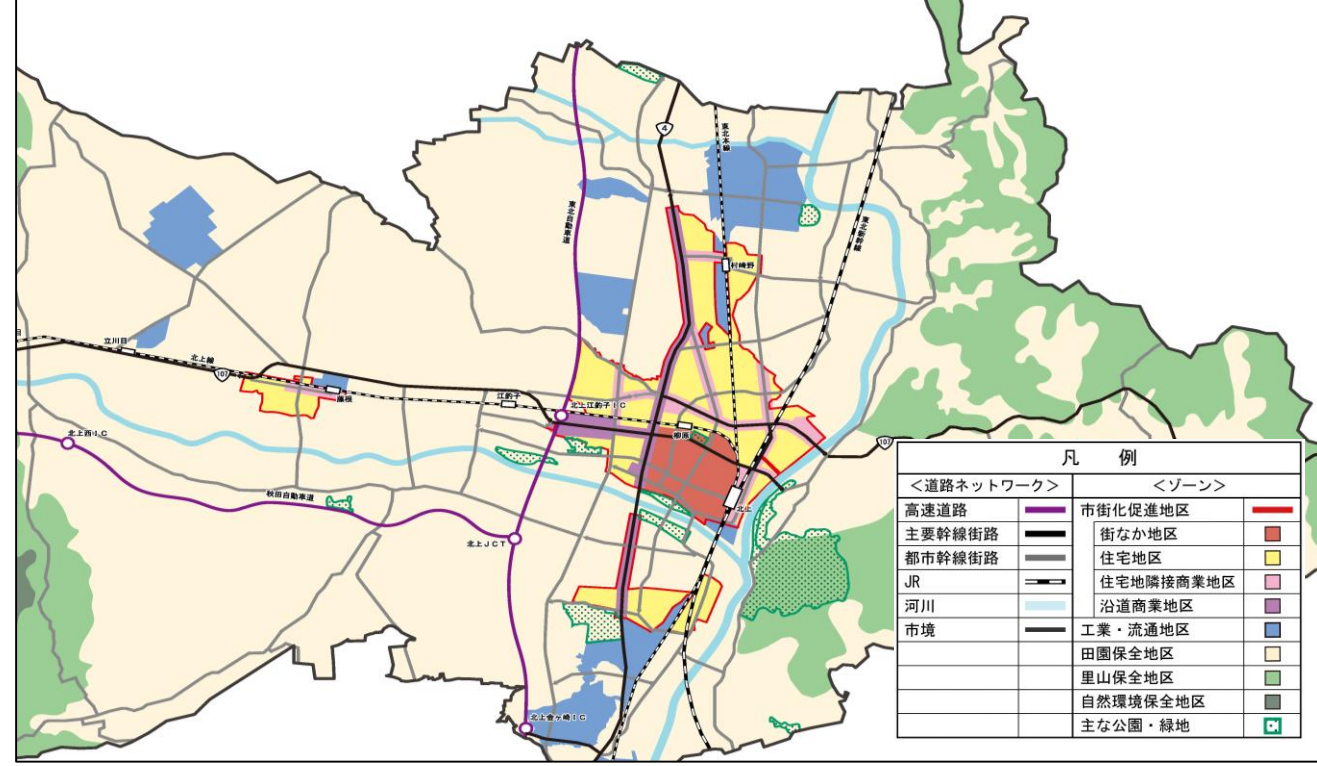 4
東北本線
東北自動車道
東北新幹線
村崎野
立川目
北上線
107
藤根
江釣子
北上江釣子IC
柳原
北上西IC
107
秋田自動車道
北上
北上JCT
北上金ケ崎IC
凡 例
<道路ネットワーク> <ゾーン>
高速道路 市街化促進地区
主要幹線街路 街なか地区
都市幹線街路 住宅地区
JR 住宅地隣接商業地区
河川 沿道商業地区
市境 工業・流通地区
田園保全地区
里山保全地区
自然環境保全地区
主な公園・緑地